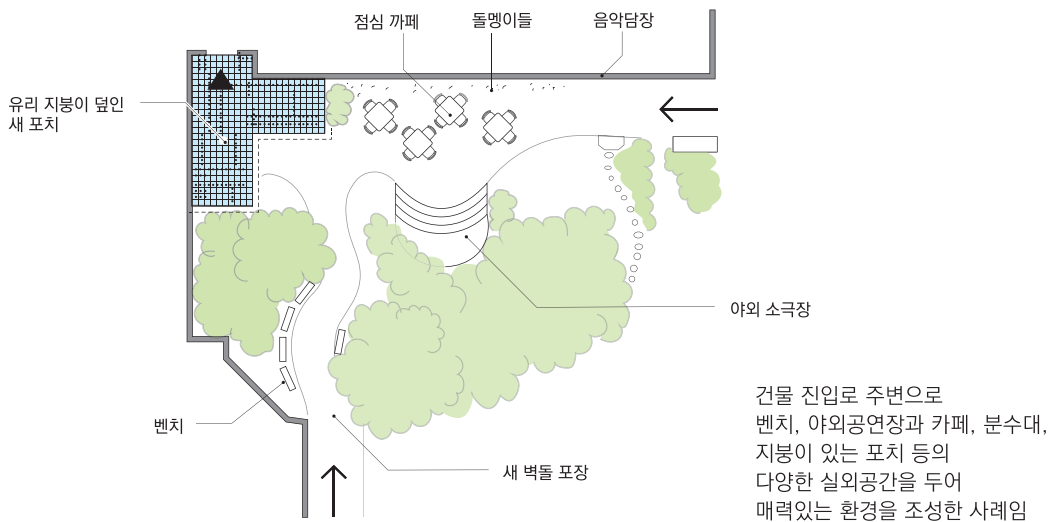 점심 까페
돌멩이들
음악담장
유리 지붕이 덮인
새 포치
야외 소극장
벤치
새 벽돌 포장
건물 진입로 주변으로
벤치, 야외공연장과 카페, 분수대,
지붕이 있는 포치 등의
다양한 실외공간을 두어
매력있는 환경을 조성한 사례임